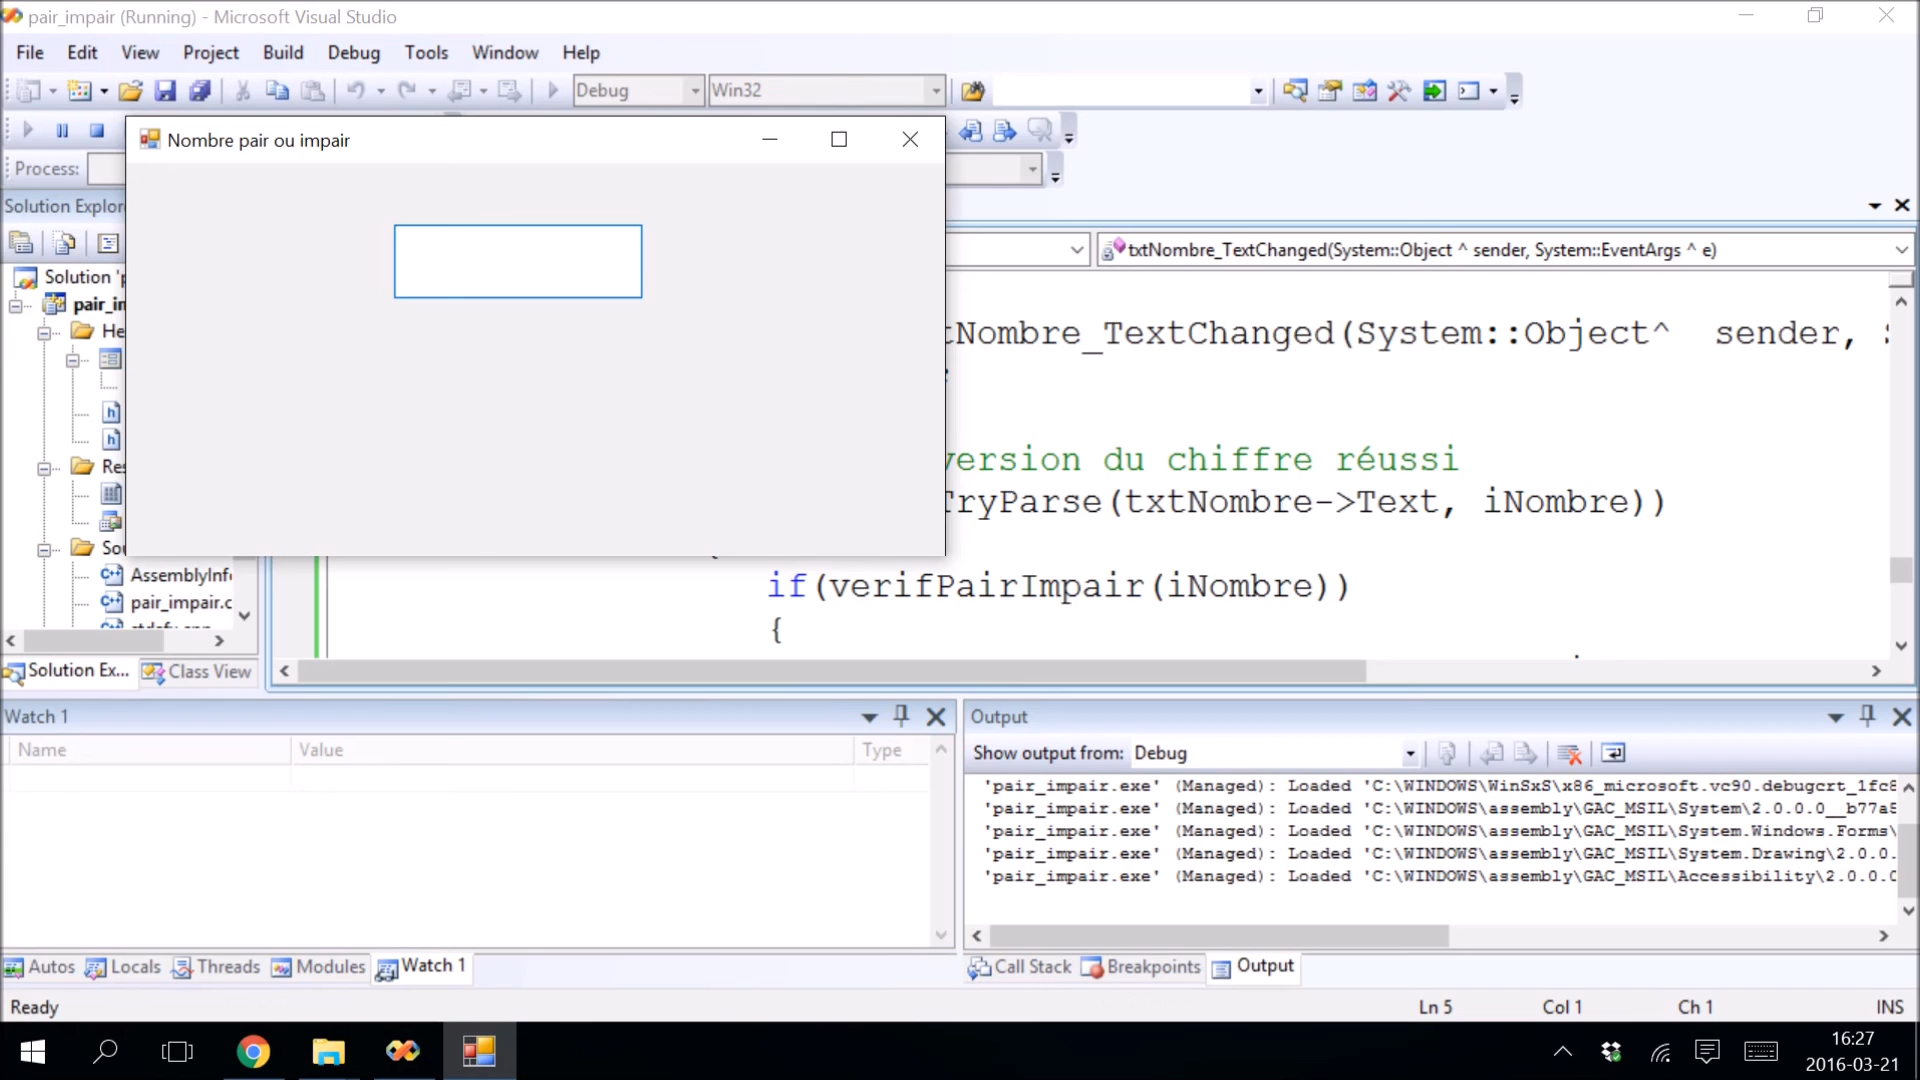 pair_impair (Running) - Microsoft Visual Studio
File Edit View Project Build Debug Tools Window Help
Debug Win32
Nombre pair ou impair
Process:
Solution Explor
txtNombre_TextChanged(System::Object ^ sender, System::EventArgs ^ e)
Solution 'p
pair_in
He
Res
Sou
AssemblyInf
pair_impair.c
tNombre_TextChanged(System::Object^ sender, S
version du chiffre réussi
TryParse(txtNombre->Text, iNombre))
if(verifPairImpair(iNombre))
{
Solution Ex... Class View
Watch 1
Name Value Type
Output
Show output from: Debug
'pair_impair.exe' (Managed): Loaded 'C:\WINDOWS\WinSxS\x86_microsoft.vc90.debugcrt_1fc8
'pair_impair.exe' (Managed): Loaded 'C:\WINDOWS\assembly\GAC_MSIL\System\2.0.0.0__b77a5
'pair_impair.exe' (Managed): Loaded 'C:\WINDOWS\assembly\GAC_MSIL\System.Windows.Forms\
'pair_impair.exe' (Managed): Loaded 'C:\WINDOWS\assembly\GAC_MSIL\System.Drawing\2.0.0.
'pair_impair.exe' (Managed): Loaded 'C:\WINDOWS\assembly\GAC_MSIL\Accessibility\2.0.0.0
Autos Locals Threads Modules Watch 1
Call Stack Breakpoints Output
Ready Ln 5 Col 1 Ch 1 INS
16:27
2016-03-21